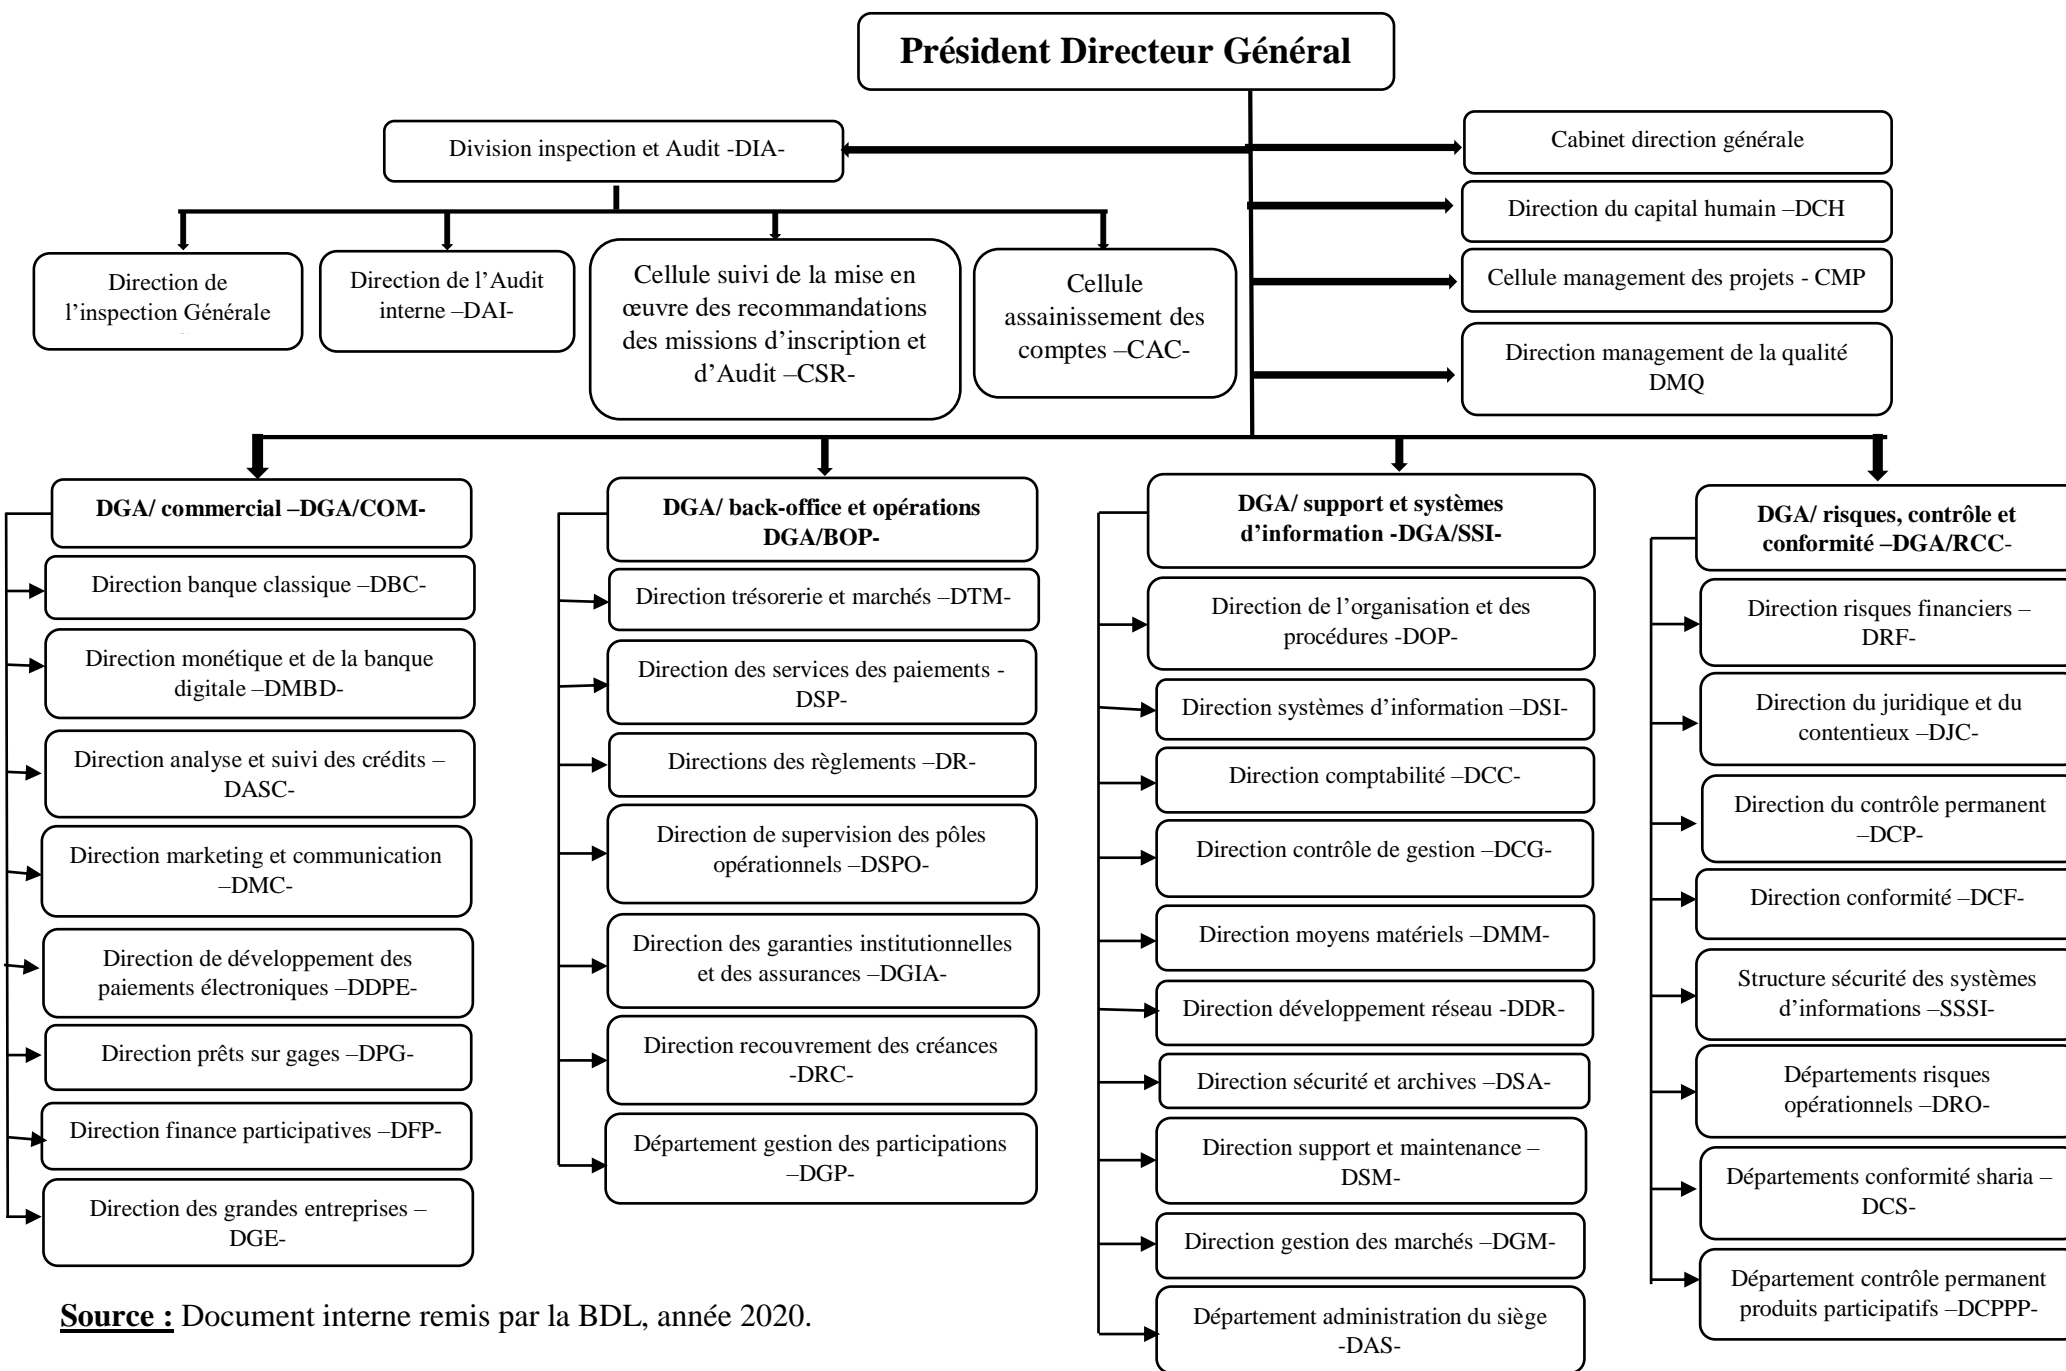 Président Directeur Général
Division inspection et Audit -DIA-
Cabinet direction générale
Direction du capital humain –DCH
Cellule management des projets - CMP
Direction management de la qualité
DMQ
Direction de
l’inspection Générale
Direction de l’Audit
interne –DAI-
Cellule suivi de la mise en
œuvre des recommandations
des missions d’inscription et
d’Audit –CSR-
Cellule
assainissement des
comptes –CAC-
DGA/ commercial –DGA/COM-
Direction banque classique –DBC-
Direction monétique et de la banque
digitale –DMBD-
Direction analyse et suivi des crédits –
DASC-
Direction marketing et communication
–DMC-
Direction de développement des
paiements électroniques –DDPE-
Direction prêts sur gages –DPG-
Direction finance participatives –DFP-
Direction des grandes entreprises –
DGE-
DGA/ back-office et opérations
DGA/BOP-
Direction trésorerie et marchés –DTM-
Direction des services des paiements -
DSP-
Directions des règlements –DR-
Direction de supervision des pôles
opérationnels –DSPO-
Direction des garanties institutionnelles
et des assurances –DGIA-
Direction recouvrement des créances
-DRC-
Département gestion des participations
–DGP-
DGA/ support et systèmes
d’information -DGA/SSI-
Direction de l’organisation et des
procédures -DOP-
Direction systèmes d’information –DSI-
Direction comptabilité –DCC-
Direction contrôle de gestion –DCG-
Direction moyens matériels –DMM-
Direction développement réseau -DDR-
Direction sécurité et archives –DSA-
Direction support et maintenance –
DSM-
Direction gestion des marchés –DGM-
Département administration du siège
-DAS-
DGA/ risques, contrôle et
conformité –DGA/RCC-
Direction risques financiers –
DRF-
Direction du juridique et du
contentieux –DJC-
Direction du contrôle permanent
–DCP-
Direction conformité –DCF-
Structure sécurité des systèmes
d’informations –SSSI-
Départements risques
opérationnels –DRO-
Départements conformité sharia –
DCS-
Département contrôle permanent
produits participatifs –DCPPP-
Source : Document interne remis par la BDL, année 2020.